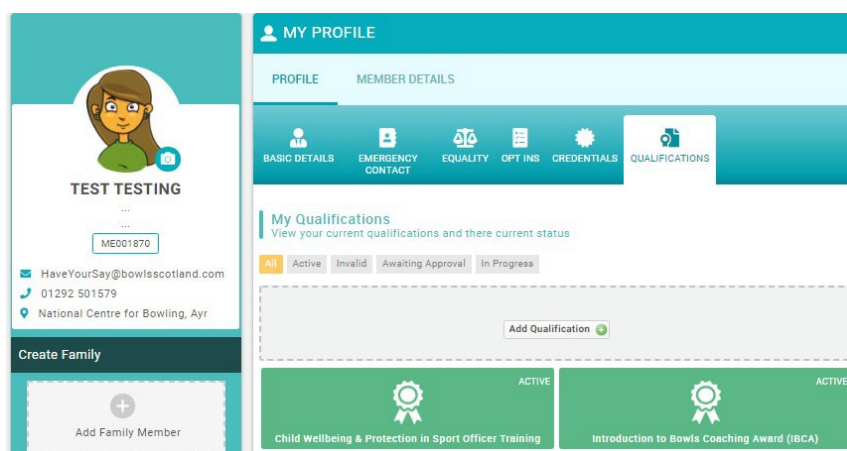 TEST TESTING
...
...
ME001870
HaveYourSay@bowlsscotland.com
01292 501579
National Centre for Bowling, Ayr
Create Family
Add Family Member
MY PROFILE
PROFILE MEMBER DETAILS
BASIC DETAILS
EMERGENCY
CONTACT
EQUALITY
OPT INS
CREDENTIALS
QUALIFICATIONS
My Qualifications
View your current qualifications and there current status
All Active Invalid Awaiting Approval In Progress
Add Qualification
ACTIVE
Child Wellbeing & Protection in Sport Officer Training
ACTIVE
Introduction to Bowls Coaching Award (IBCA)